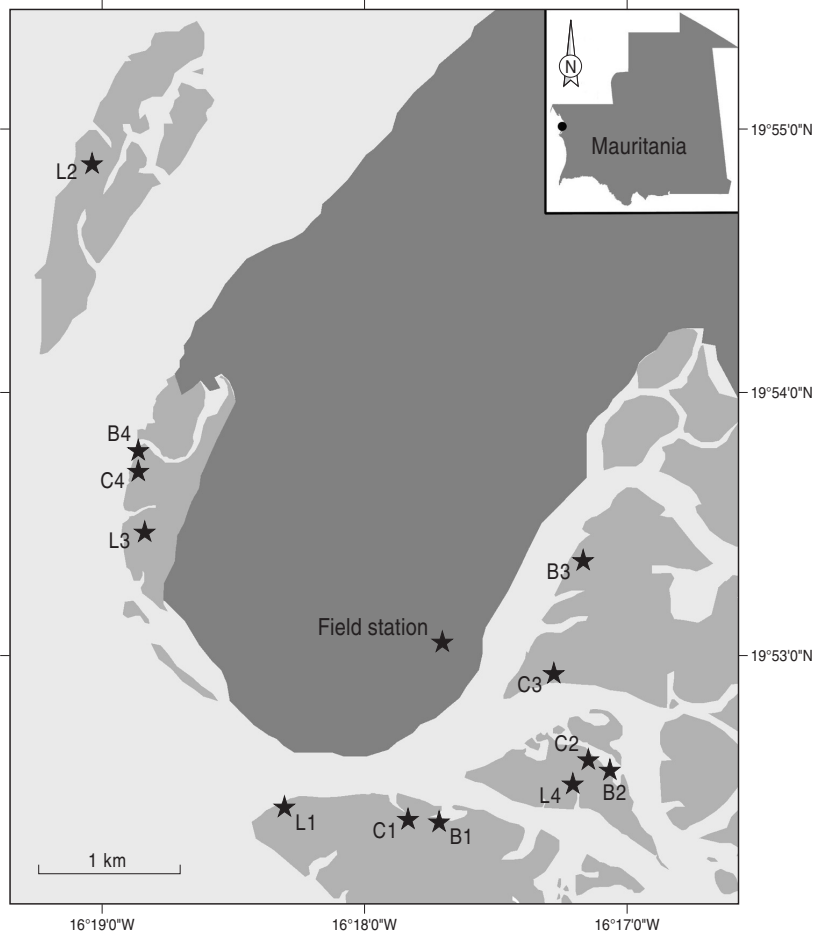 N
19°55'0"N
Mauritania
L2
19°54'0"N
B4
C4
L3
B3
Field station
19°53'0"N
C3
C2
L4
B2
L1
C1
B1
1 km
16°19'0"W
16°18'0"W
16°17'0"W